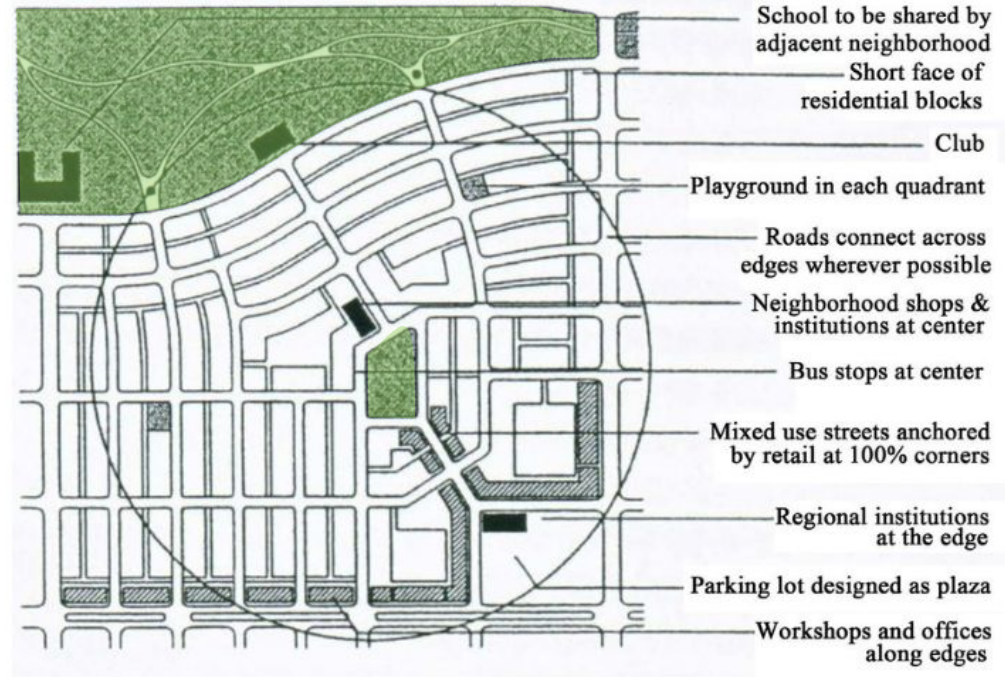 School to be shared by
adjacent neighborhood
Short face of
residential blocks
Club
Playground in each quadrant
Roads connect across
edges wherever possible
Neighborhood shops &
institutions at center
Bus stops at center
Mixed use streets anchored
by retail at 100% corners
Regional institutions
at the edge
Parking lot designed as plaza
Workshops and offices
along edges